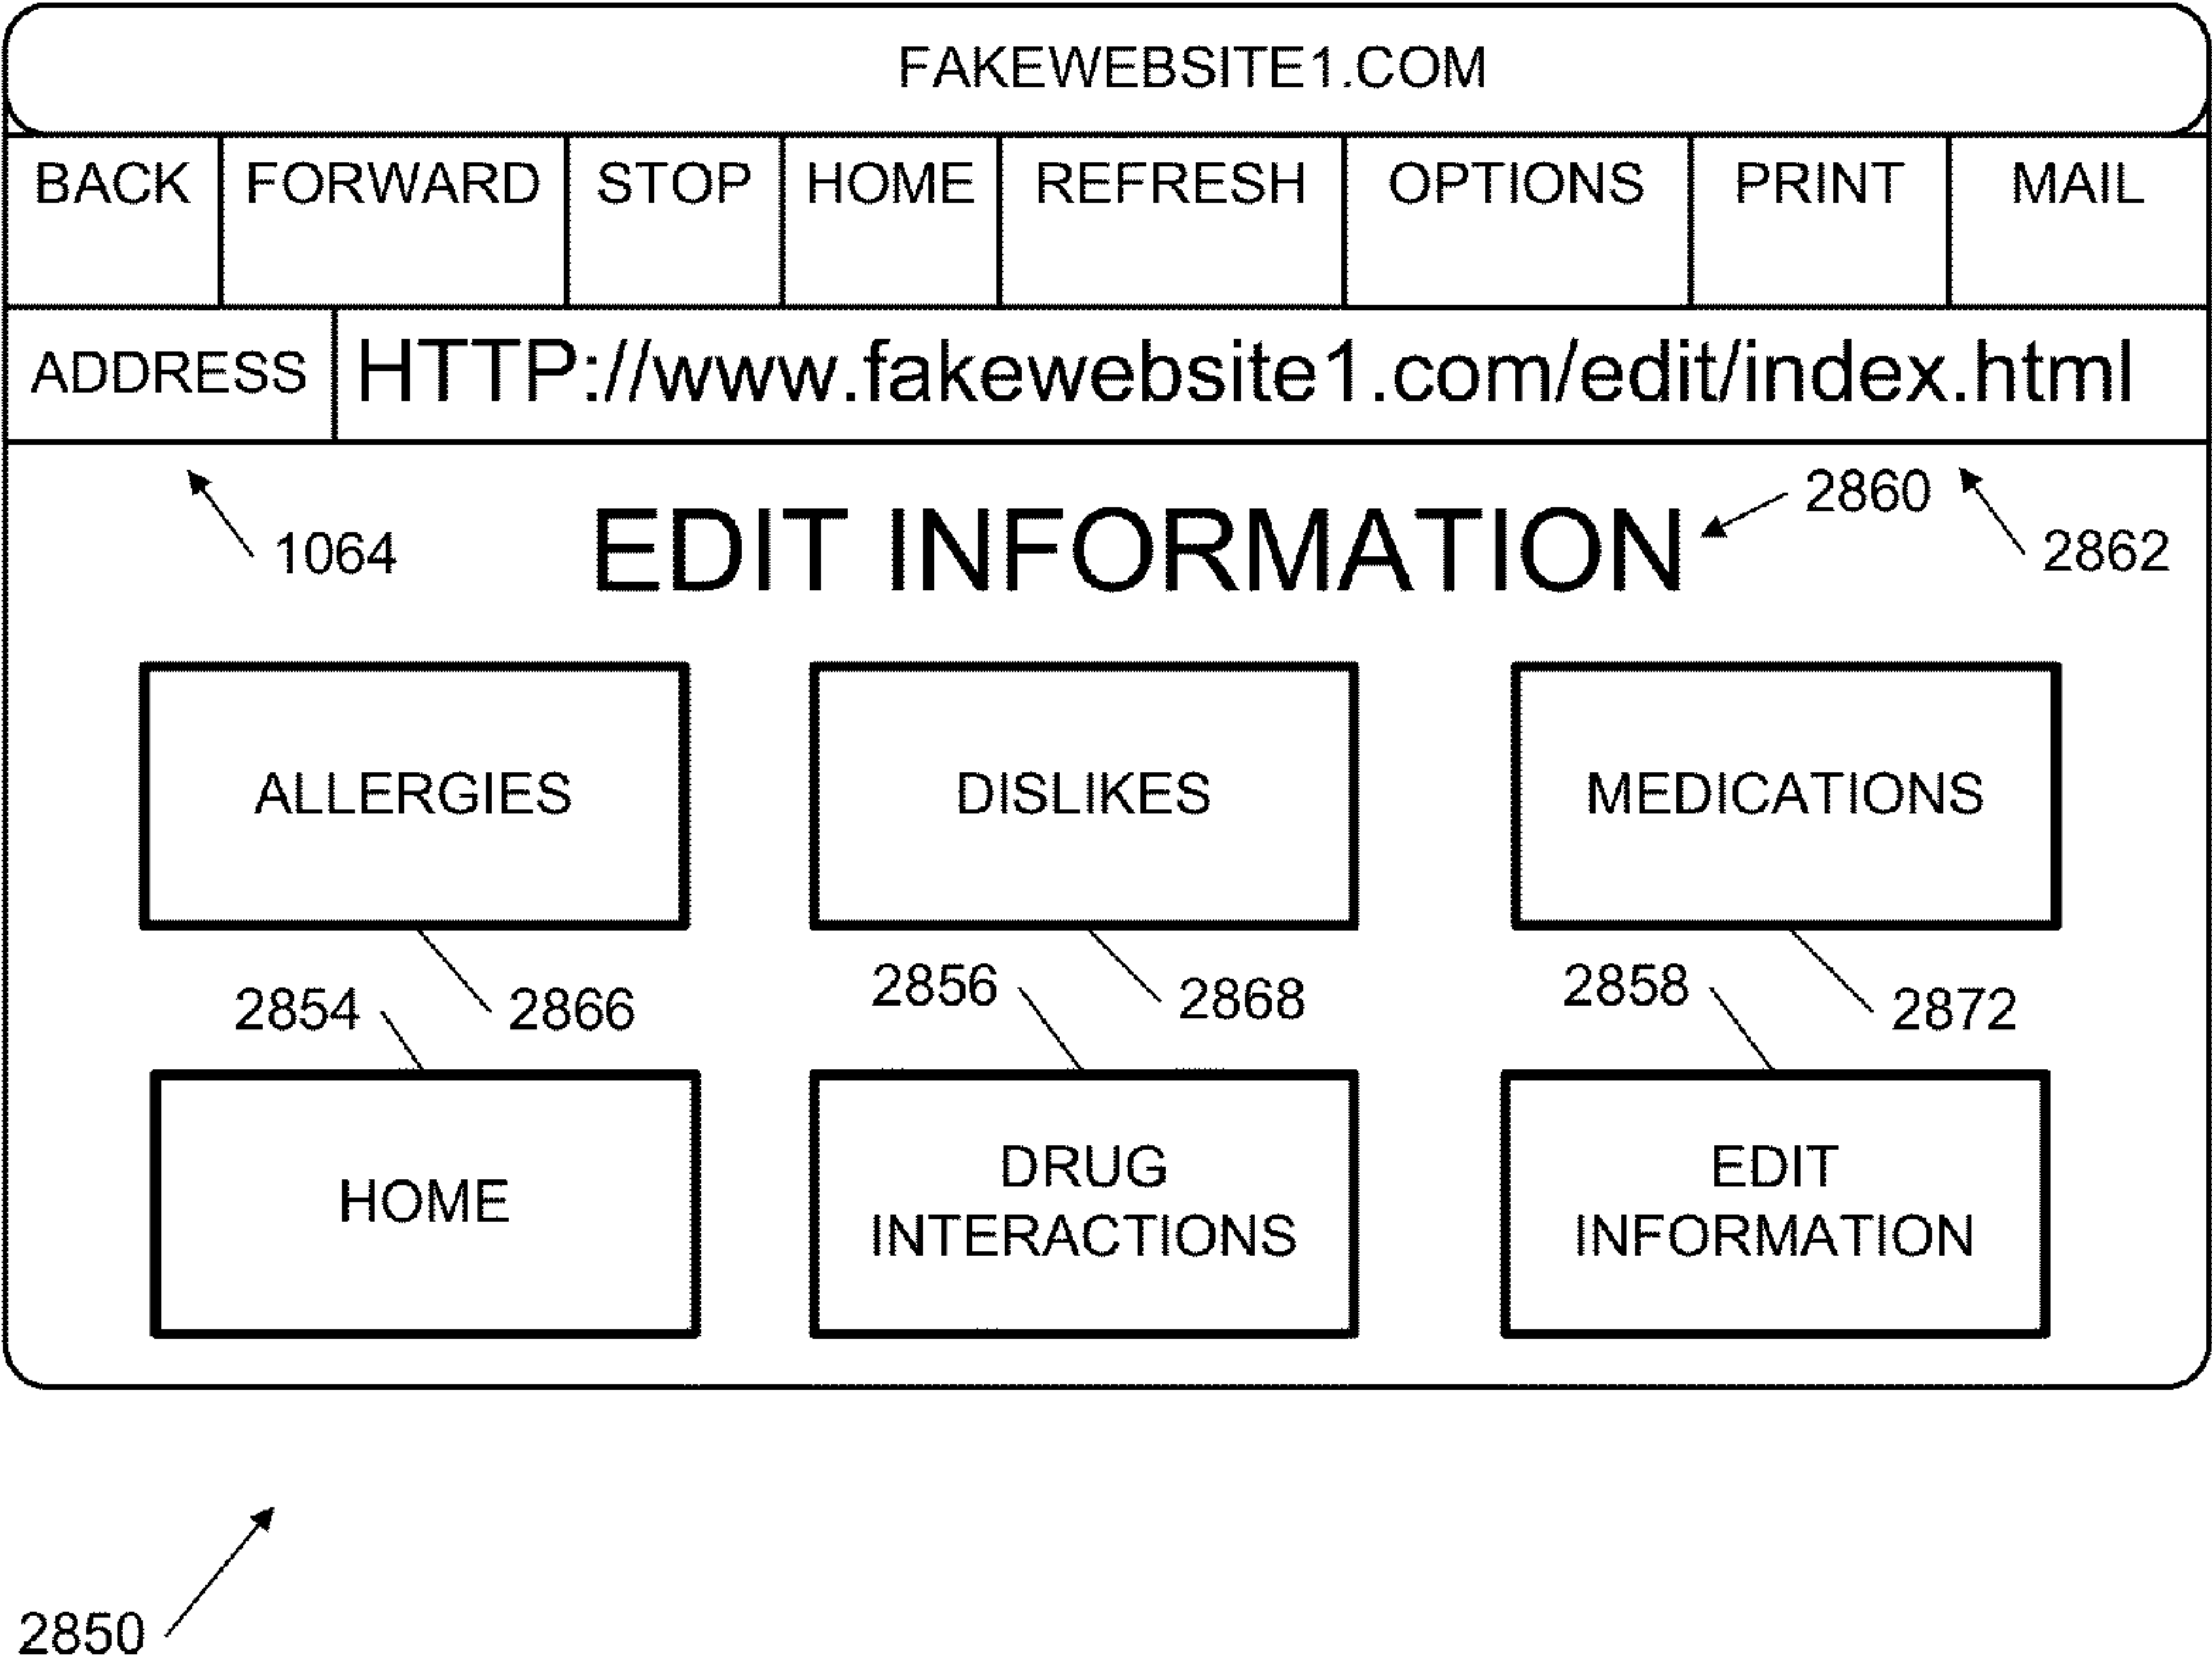 FAKEWEBSITE1.COM
BACK FORWARD STOP HOME REFRESH OPTIONS PRINT MAIL
ADDRESS HTTP://www.fakewebsite1.com/edit/index.html
1064 EDIT INFORMATION 2860 2862
ALLERGIES DISLIKES MEDICATIONS
2854 2866 2856 2868 2858 2872
HOME
DRUG
INTERACTIONS
EDIT
INFORMATION
2850